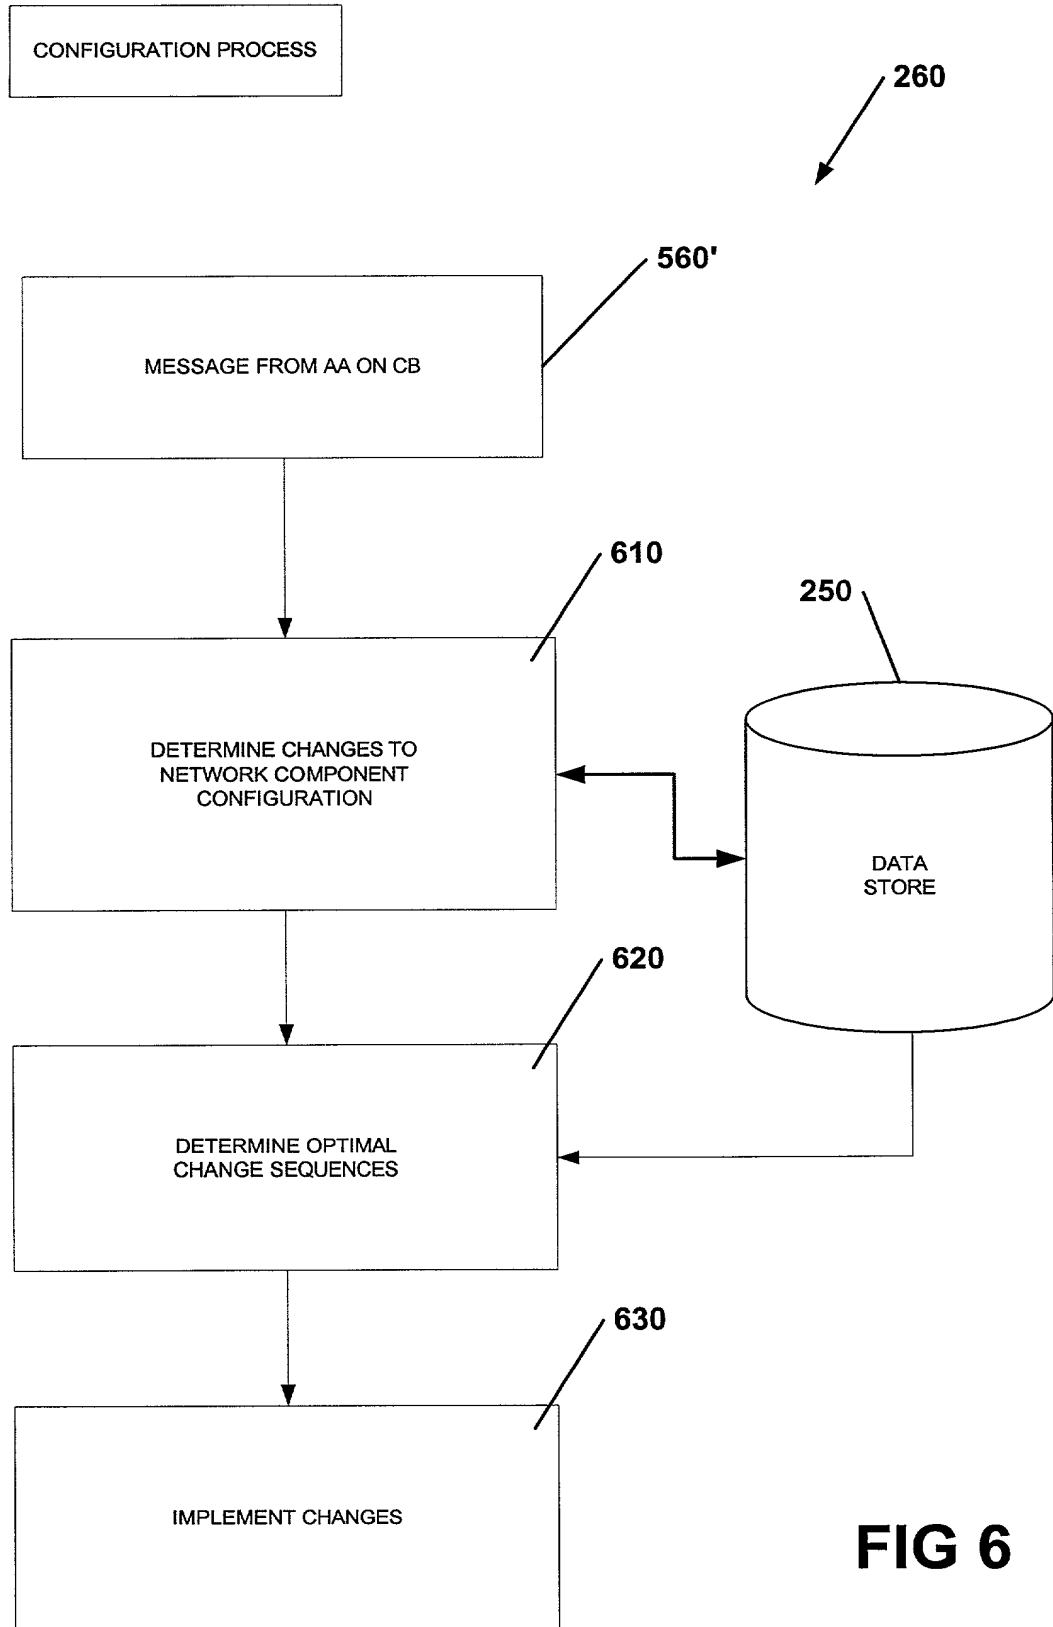 CONFIGURATION PROCESS
260
560'
MESSAGE FROM AA ON CB
610
250
DETERMINE CHANGES TO
NETWORK COMPONENT
CONFIGURATION
DATA
STORE
620
DETERMINE OPTIMAL
CHANGE SEQUENCES
630
IMPLEMENT CHANGES
FIG 6